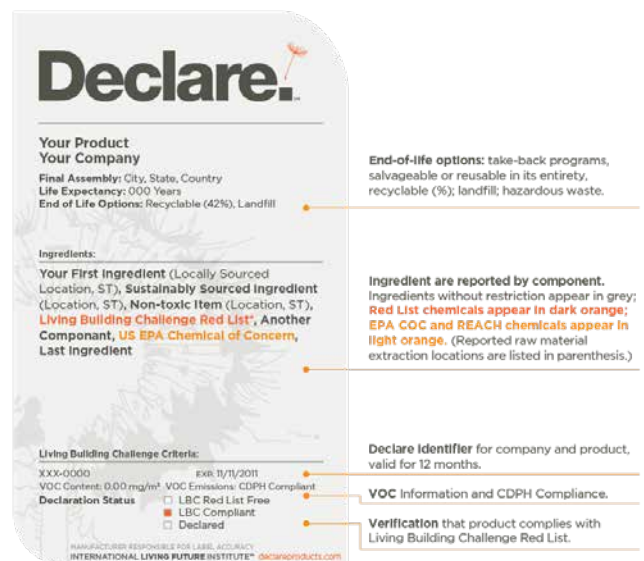 Declare.
Your Product
Your Company
Final Assembly: City, State, Country
Life Expectancy: 000 Years
End of Life Options: Recyclable (42%), Landfill
Ingredients:
Your First Ingredient (Locally Sourced
Location, ST), Sustainably Sourced Ingredient
(Location, ST), Non-toxic Item (Location, ST),
Living Building Challenge Red List*, Another
Component, US EPA Chemical of Concern,
Last Ingredient
Living Building Challenge Criteria:
XXX-0000 EXP. 11/11/2011
VOC Content: 0.00 mg/m³ VOC Emissions: CDPH Compliant
Declaration Status LBC Red List Free
LBC Compliant
Declared
MANUFACTURER RESPONSIBLE FOR LABEL ACCURACY
INTERNATIONAL LIVING FUTURE INSTITUTE™ declareproducts.com
End-of-life options: take-back programs,
salvageable or reusable in its entirety,
recyclable (%); landfill; hazardous waste.
Ingredient are reported by component.
Ingredients without restriction appear in grey;
Red List chemicals appear in dark orange;
EPA COC and REACH chemicals appear in
light orange. (Reported raw material
extraction locations are listed in parenthesis.)
Declare Identifier for company and product,
valid for 12 months.
VOC Information and CDPH Compliance.
Verification that product complies with
Living Building Challenge Red List.